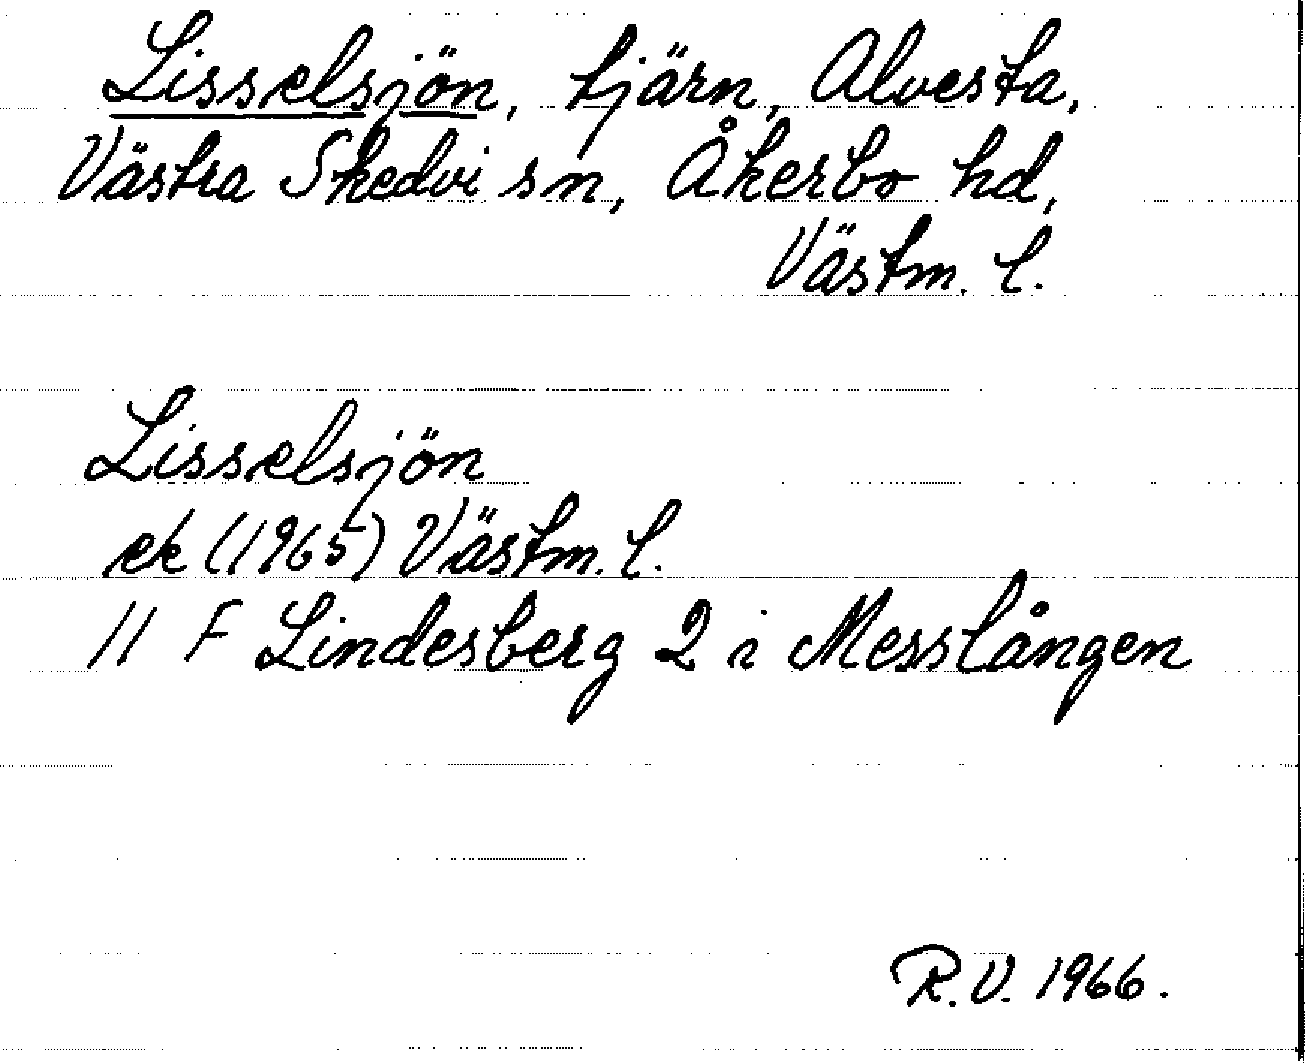 Lisselsjön, tjärn, Alvesta,
Västra Skedvi sn, Åkerbo hd,
Västm. l.
Lisselsjön
ek (1965) Västm. l.
11 F Lindesberg 2 i Messlången
R.V. 1966.